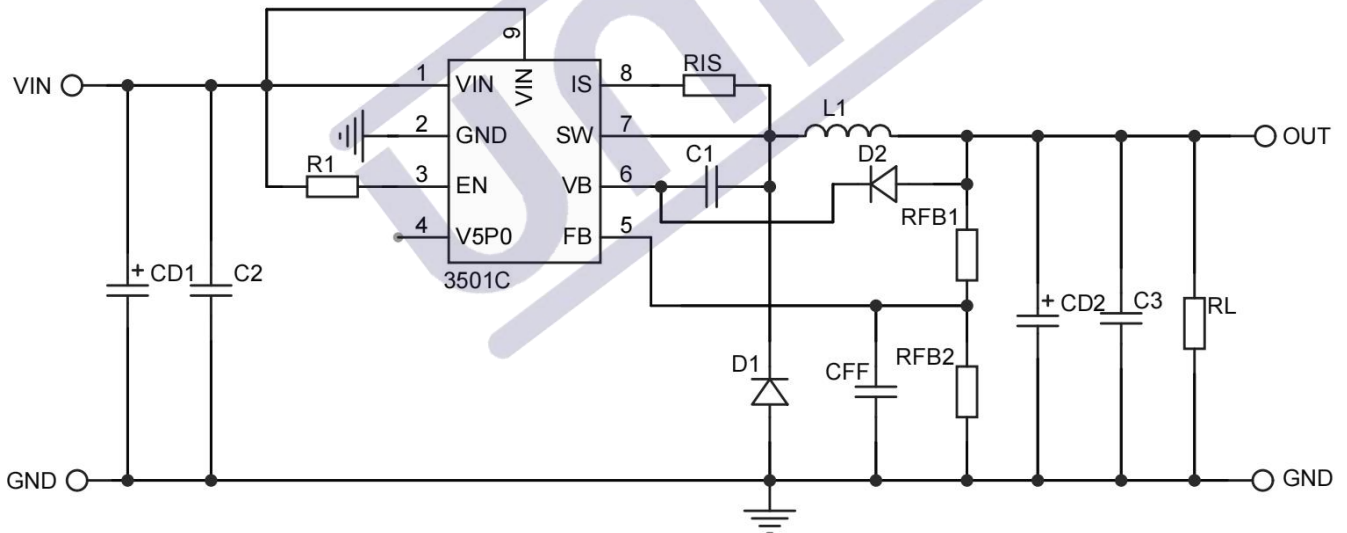 9
VIN 1 VIN VIN IS 8 RIS
L1
2 GND SW 7 OUT
C1 D2
R1 3 EN VB 6
RFB1
4 V5P0 FB 5
3501C
+ CD1 C2 + CD2 C3 RL
D1 CFF RFB2
GND GND
uni